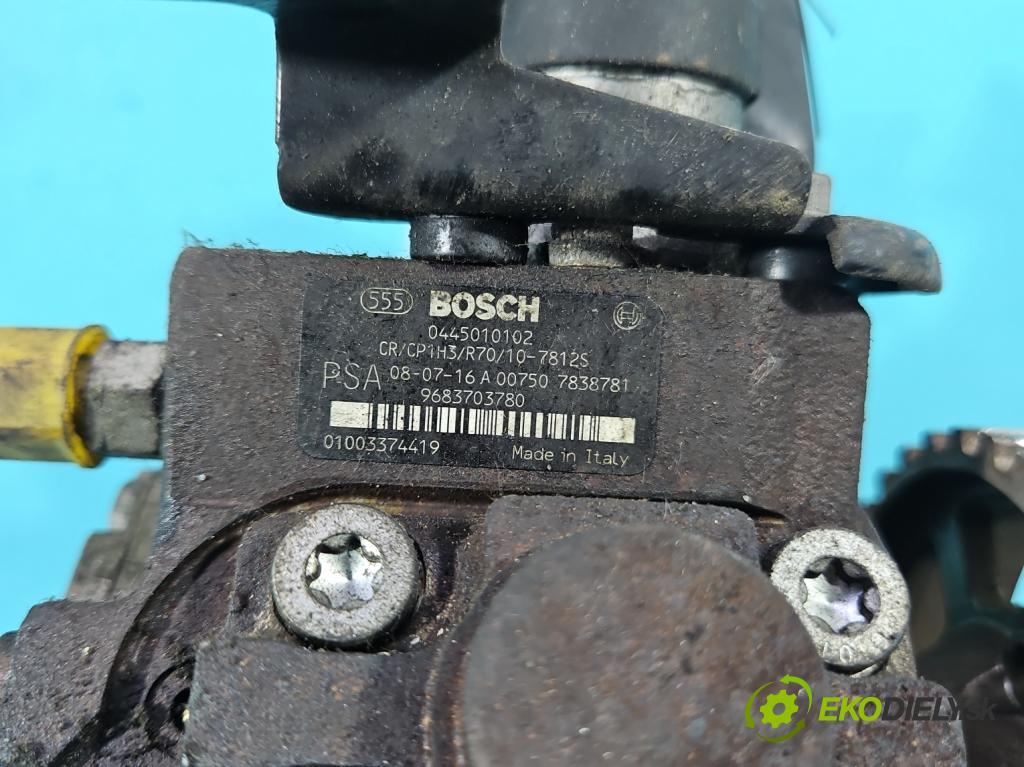 555 BOSCH
0445010102
CR/CP1H3/R70/10-7812S
PSA 08-07-16 A 00750 7838781
9683703780
01003374419 Made in Italy
EKODIELY.SK